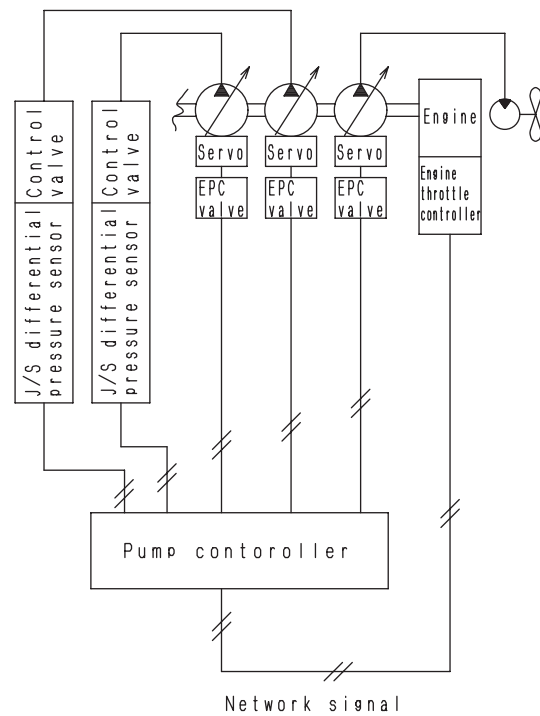 Control
valve
J/S differential
pressure sensor
Control
valve
J/S differential
pressure sensor
Servo
Servo
Servo
EPC
valve
EPC
valve
EPC
valve
Engine
Engine
throttle
controller
Pump contoroller
Network signal